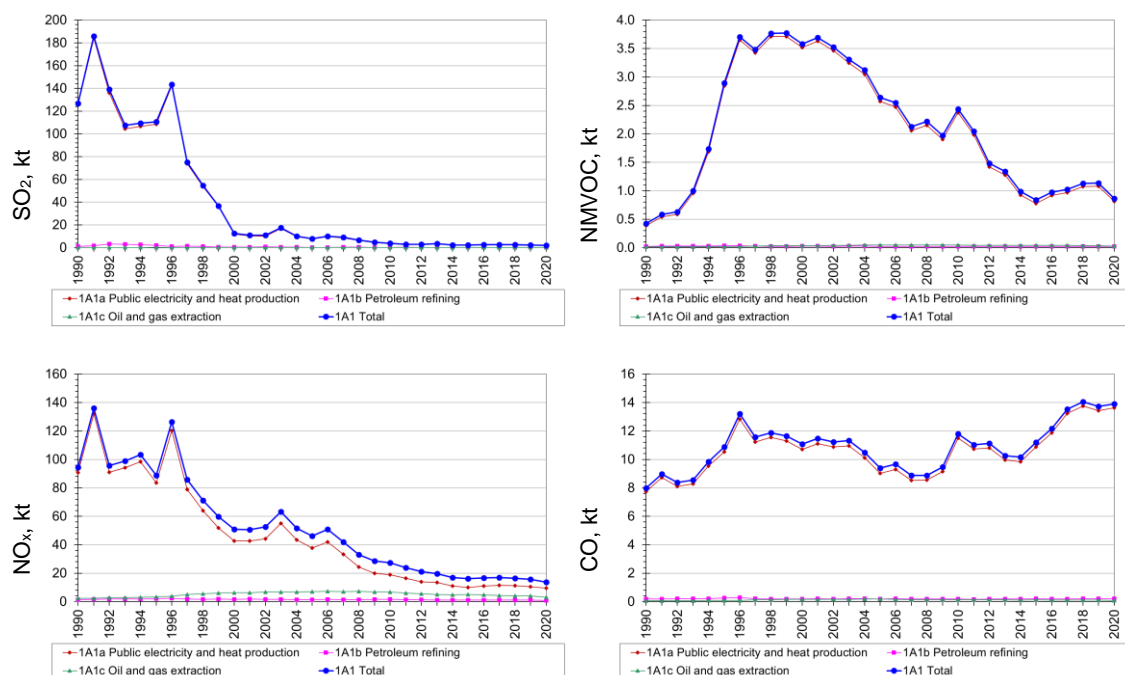 SO2, kt
200
180
160
140
120
100
80
60
40
20
0
1990 1992 1994 1996 1998 2000 2002 2004 2006 2008 2010 2012 2014 2016 2018 2020
1A1a Public electricity and heat production 1A1b Petroleum refining
1A1c Oil and gas extraction 1A1 Total
NMVOC, kt
4.0
3.5
3.0
2.5
2.0
1.5
1.0
0.5
0.0
1990 1992 1994 1996 1998 2000 2002 2004 2006 2008 2010 2012 2014 2016 2018 2020
1A1a Public electricity and heat production 1A1b Petroleum refining
1A1c Oil and gas extraction 1A1 Total
NOx, kt
160
140
120
100
80
60
40
20
0
1990 1992 1994 1996 1998 2000 2002 2004 2006 2008 2010 2012 2014 2016 2018 2020
1A1a Public electricity and heat production 1A1b Petroleum refining
1A1c Oil and gas extraction 1A1 Total
CO, kt
16
14
12
10
8
6
4
2
0
1990 1992 1994 1996 1998 2000 2002 2004 2006 2008 2010 2012 2014 2016 2018 2020
1A1a Public electricity and heat production 1A1b Petroleum refining
1A1c Oil and gas extraction 1A1 Total